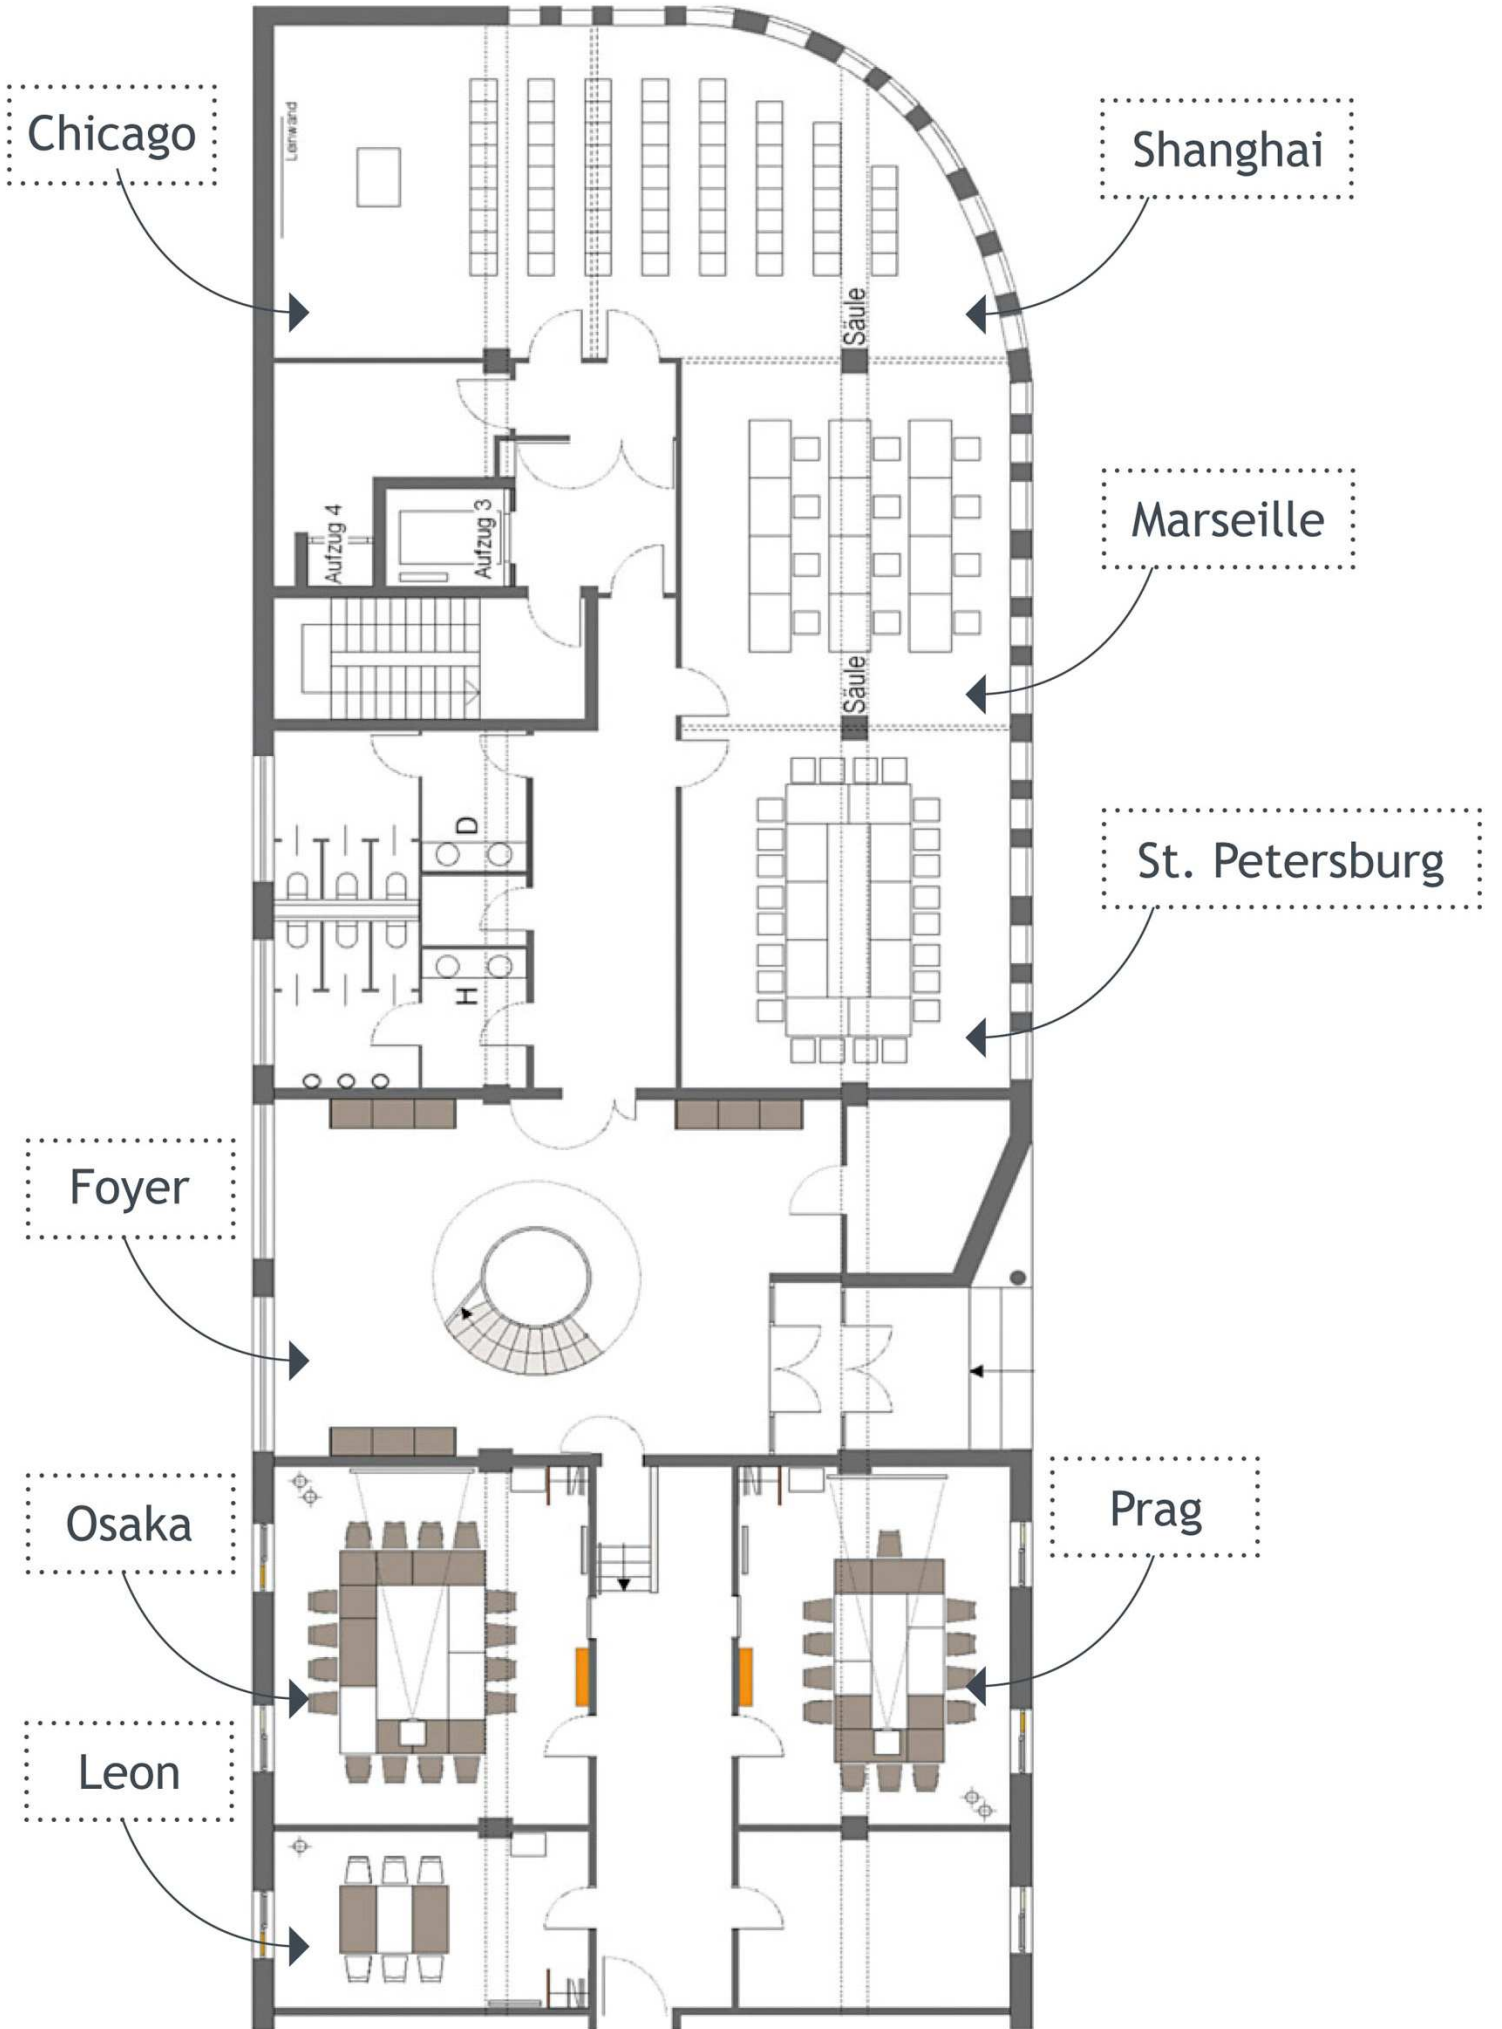 Leinwand
Chicago
Shanghai
Säule
Marseille
Aufzug 4
Aufzug 3
Säule
D
St. Petersburg
H
Foyer
Osaka
Prag
Leon